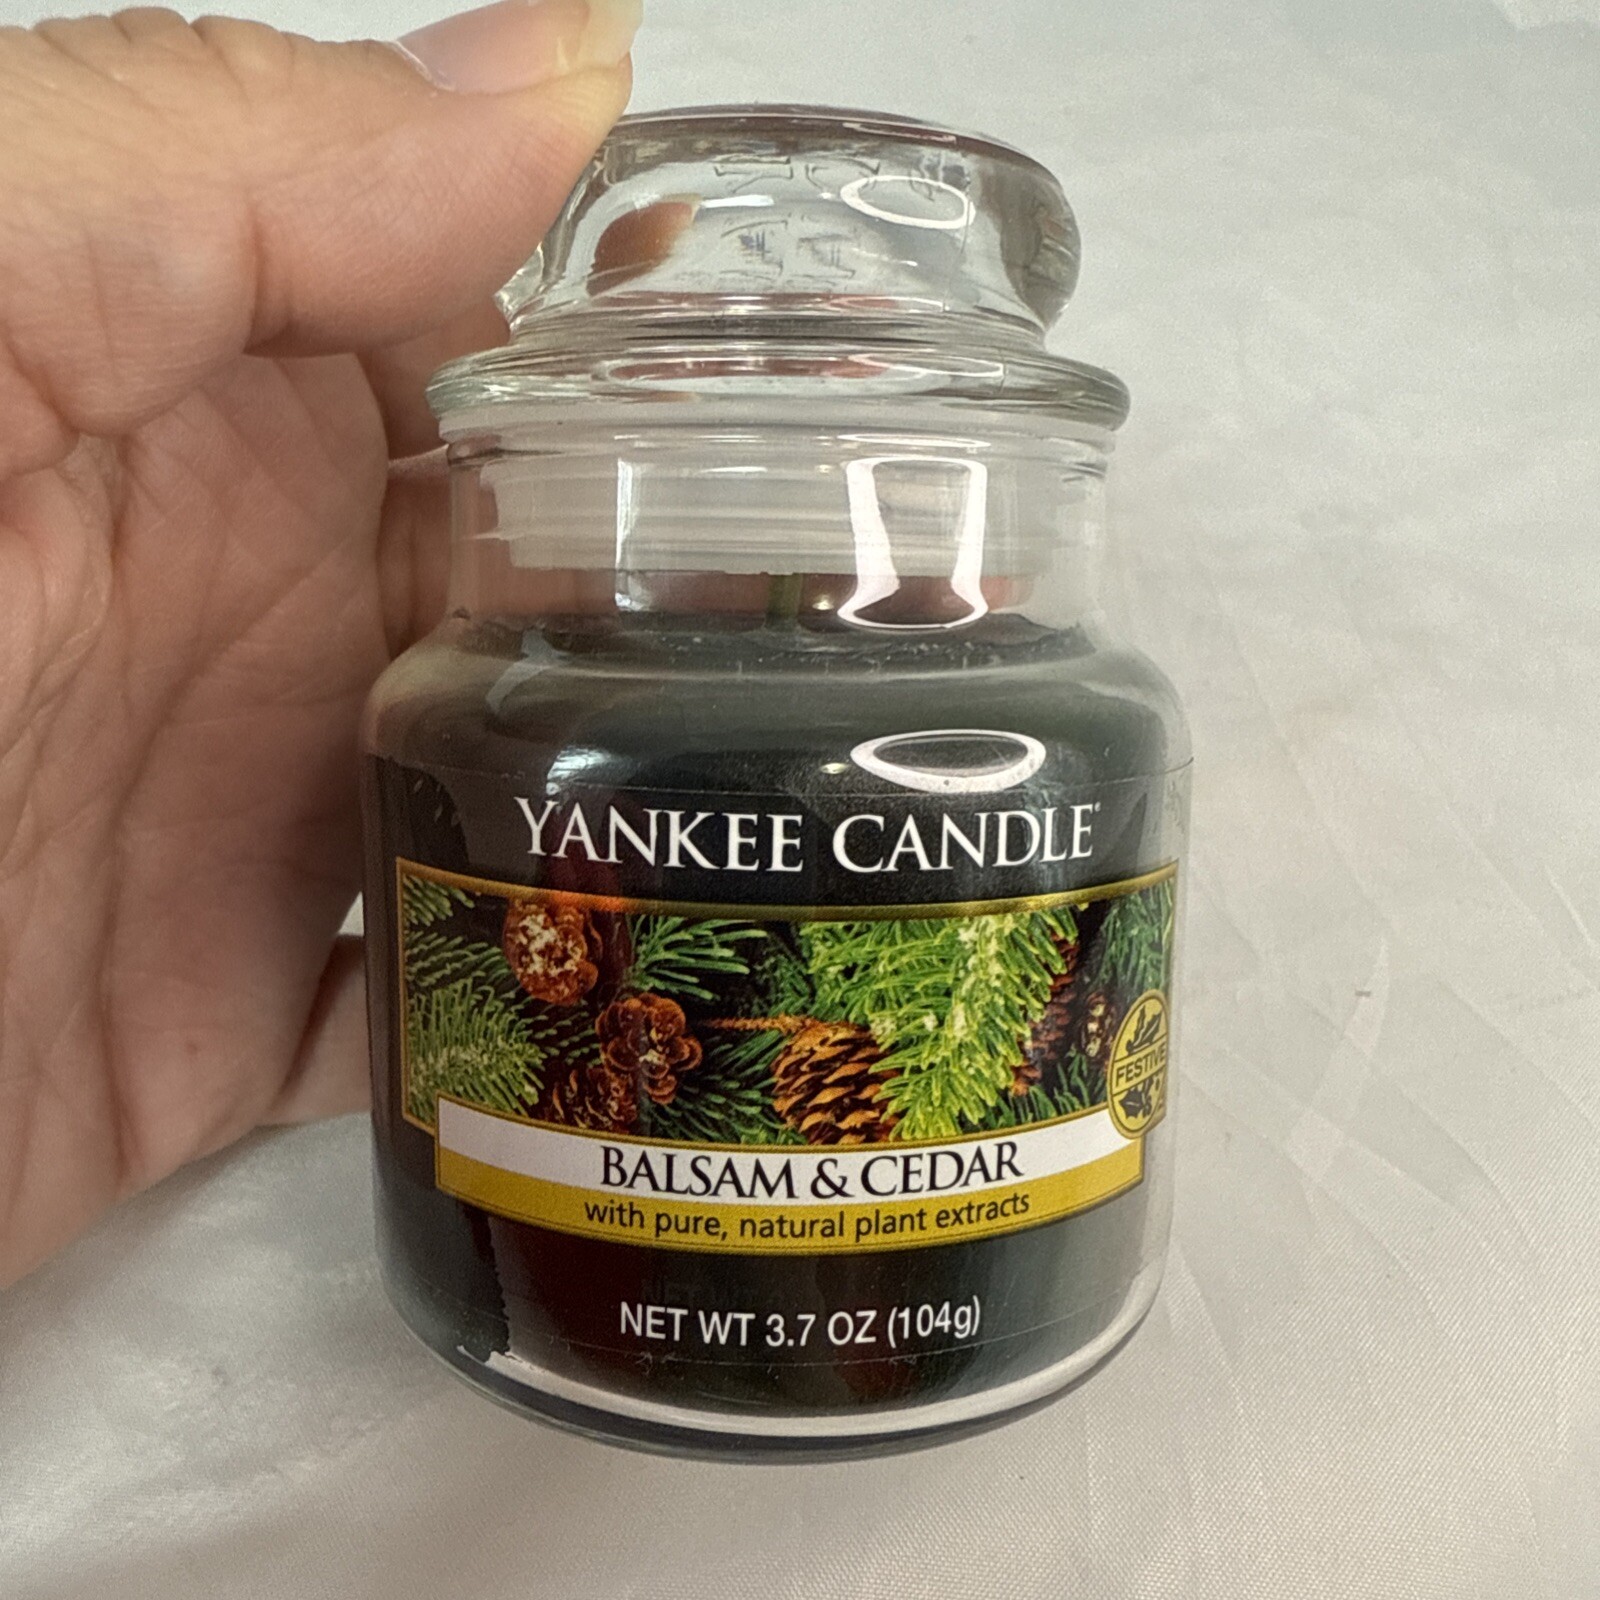 YANKEE CANDLE®
FESTIVE
BALSAM & CEDAR
with pure, natural plant extracts
NET WT 3.7 OZ (104g)